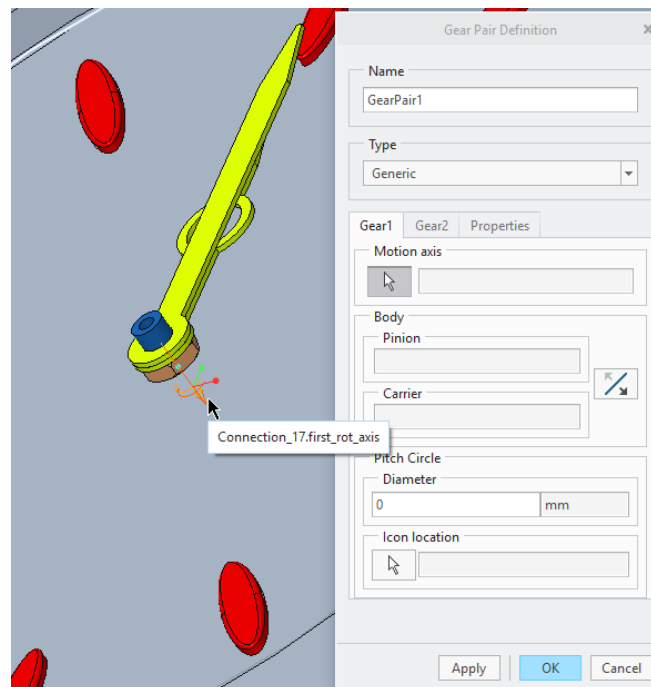 Gear Pair Definition
Name
GearPair1
Type
Generic
Gear1 Gear2 Properties
Motion axis
Body
Pinion
Carrier
Connection_17.first_rot_axis
Pitch Circle
Diameter
0 mm
Icon location
Apply OK Cancel